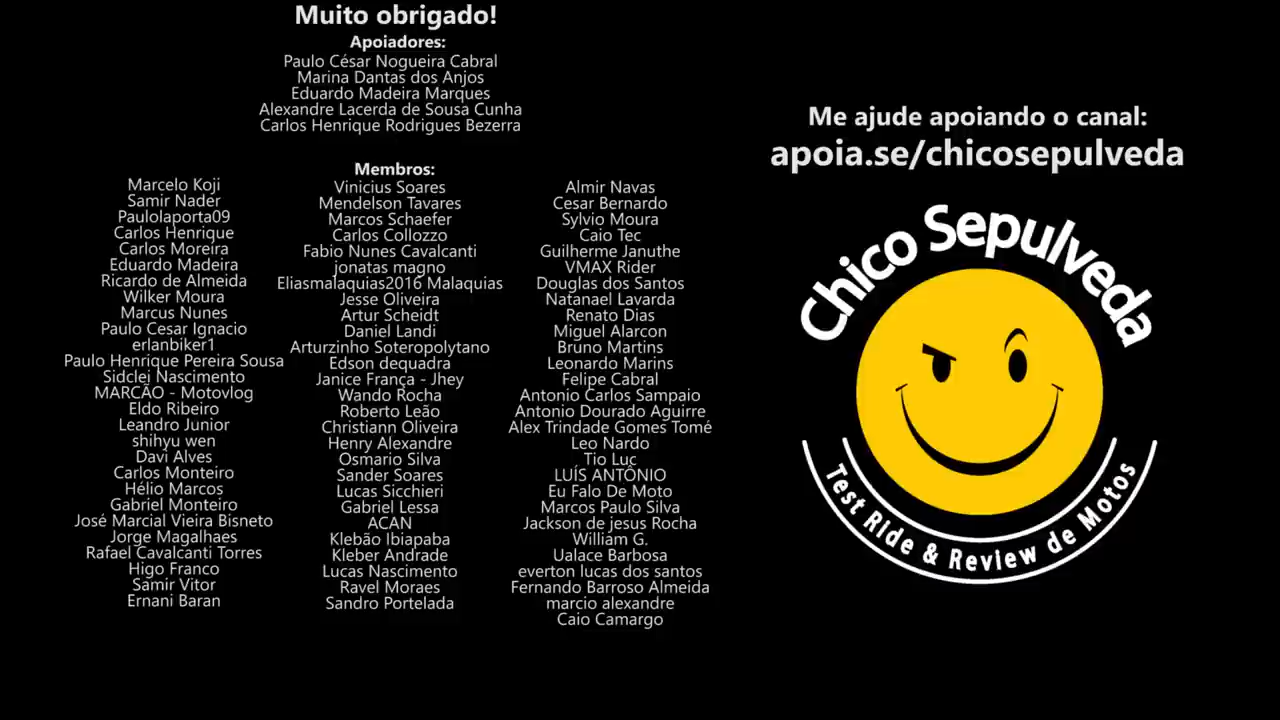 Muito obrigado!
Apoiadores:
Paulo César Nogueira Cabral
Marina Dantas dos Anjos
Eduardo Madeira Marques
Alexandre Lacerda de Sousa Cunha
Carlos Henrique Rodrigues Bezerra
Membros:
Marcelo Koji
Samir Nader
Paulolaporta09
Carlos Henrique
Carlos Moreira
Eduardo Madeira
Ricardo de Almeida
Wilker Moura
Marcus Nunes
Paulo Cesar Ignacio
erlanbiker1
Paulo Henrique Pereira Sousa
Sidclei Nascimento
MARCÃO - Motovlog
Eldo Ribeiro
Leandro Junior
shihyu wen
Davi Alves
Carlos Monteiro
Hélio Marcos
Gabriel Monteiro
José Marcial Vieira Bisneto
Jorge Magalhaes
Rafael Cavalcanti Torres
Higo Franco
Samir Vitor
Ernani Baran
Vinicius Soares
Mendelson Tavares
Marcos Schaefer
Carlos Collozzo
Fabio Nunes Cavalcanti
jonatas magno
Eliasmalaquias2016 Malaquias
Jesse Oliveira
Artur Scheidt
Daniel Landi
Arturzinho Soteropolytano
Edson dequadra
Janice França - Jhey
Wando Rocha
Roberto Leão
Christiann Oliveira
Henry Alexandre
Osmario Silva
Sander Soares
Lucas Sicchieri
Gabriel Lessa
ACAN
Klebão Ibiapaba
Kleber Andrade
Lucas Nascimento
Ravel Moraes
Sandro Portelada
Almir Navas
Cesar Bernardo
Sylvio Moura
Caio Tec
Guilherme Januthe
VMAX Rider
Douglas dos Santos
Natanael Lavarda
Renato Dias
Miguel Alarcon
Bruno Martins
Leonardo Marins
Felipe Cabral
Antonio Carlos Sampaio
Antonio Dourado Aguirre
Alex Trindade Gomes Tomé
Leo Nardo
Tio Luc
LUÍS ANTÔNIO
Eu Falo De Moto
Marcos Paulo Silva
Jackson de jesus Rocha
William G.
Ualace Barbosa
everton lucas dos santos
Fernando Barroso Almeida
marcio alexandre
Caio Camargo
Me ajude apoiando o canal:
apoia.se/chicosepulveda
Chico Sepulveda
Test Ride & Review de Motos